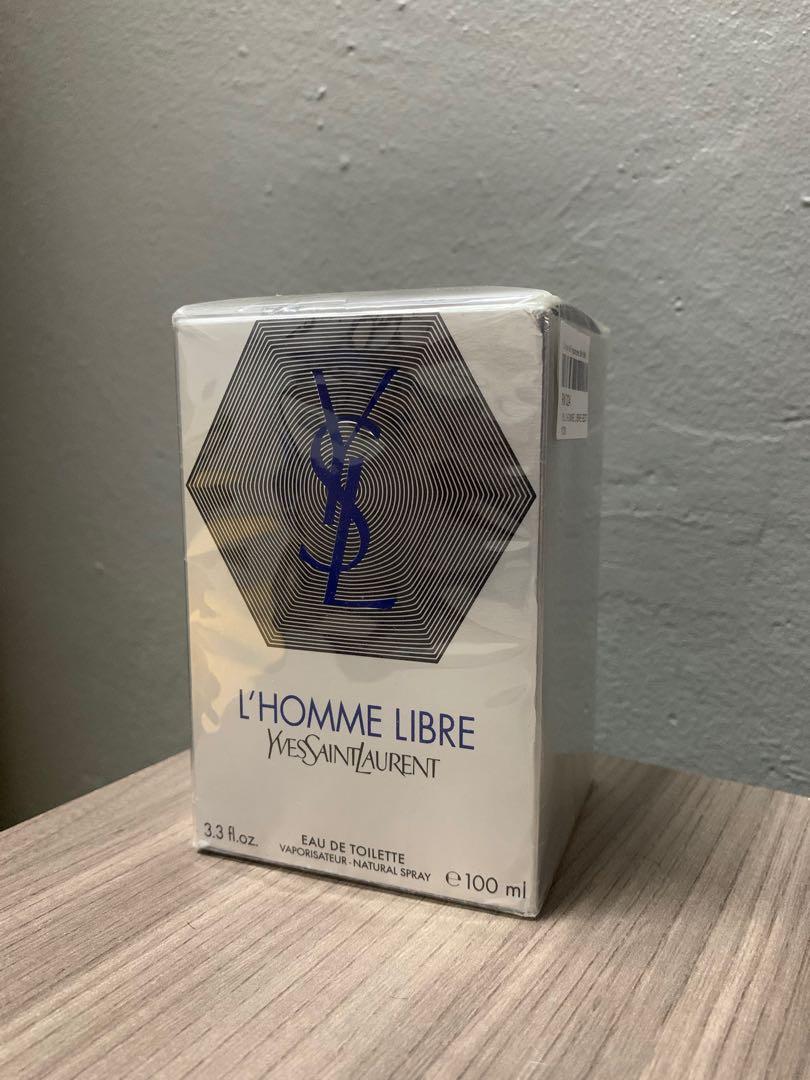 YSL
L'HOMME LIBRE
YVESSAINTLAURENT
3.3 fl.oz.
EAU DE TOILETTE
VAPORISATEUR - NATURAL SPRAY
℮100 ml